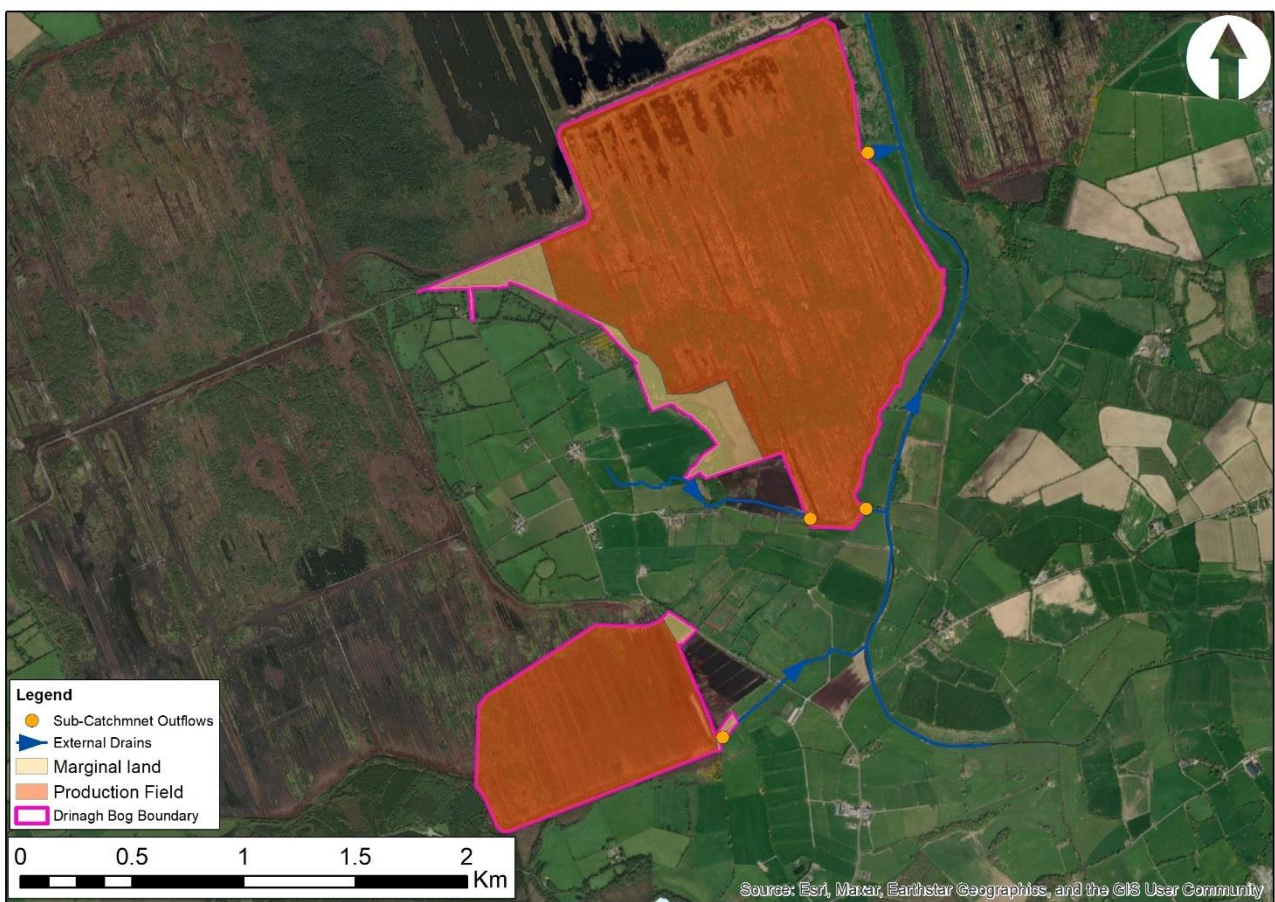 Legend
Sub-Catchmnet Outflows
External Drains
Marginal land
Production Field
Drinagh Bog Boundary
0 0.5 1 1.5 2
Km
Source: Esri, Maxar, Earthstar Geographics, and the GIS User Community